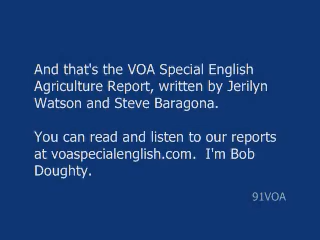 And that's the VOA Special English
Agriculture Report, written by Jerilyn
Watson and Steve Baragona.
You can read and listen to our reports
at voaspecialenglish.com.  I'm Bob
Doughty.
91VOA